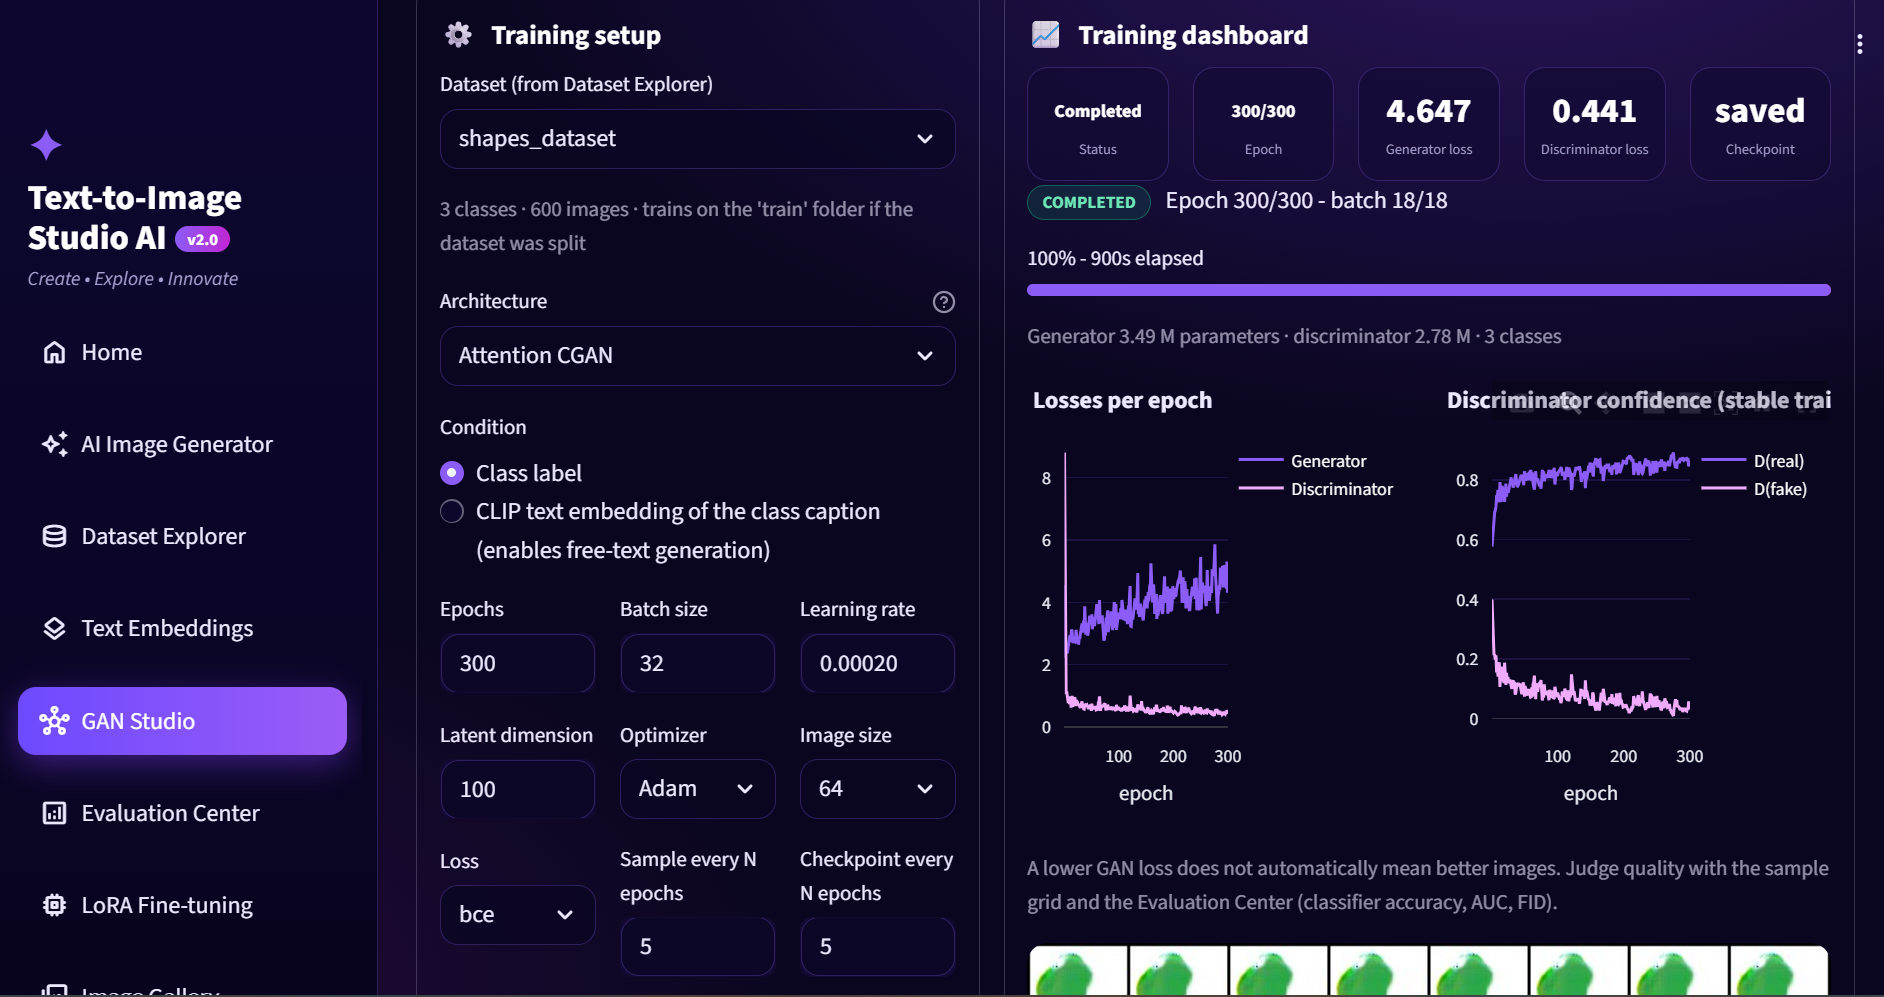 Text-to-Image
Studio AI v2.0
Create • Explore • Innovate
Home
AI Image Generator
Dataset Explorer
Text Embeddings
GAN Studio
Evaluation Center
LoRA Fine-tuning
Image Gallery
Training setup
Dataset (from Dataset Explorer)
shapes_dataset
3 classes · 600 images · trains on the 'train' folder if the
dataset was split
Architecture
Attention CGAN
Condition
Class label
CLIP text embedding of the class caption
(enables free-text generation)
Epochs Batch size Learning rate
300 32 0.00020
Latent dimension Optimizer Image size
100 Adam 64
Loss Sample every N epochs Checkpoint every N epochs
bce 5 5
Training dashboard
Completed 300/300 4.647 0.441 saved
Status Epoch Generator loss Discriminator loss Checkpoint
COMPLETED Epoch 300/300 - batch 18/18
100% - 900s elapsed
Generator 3.49 M parameters · discriminator 2.78 M · 3 classes
Losses per epoch
8
6
4
2
0
100 200 300
epoch
Generator
Discriminator
Discriminator confidence (stable trai
0.8
0.6
0.4
0.2
0
100 200 300
epoch
D(real)
D(fake)
A lower GAN loss does not automatically mean better images. Judge quality with the sample
grid and the Evaluation Center (classifier accuracy, AUC, FID).